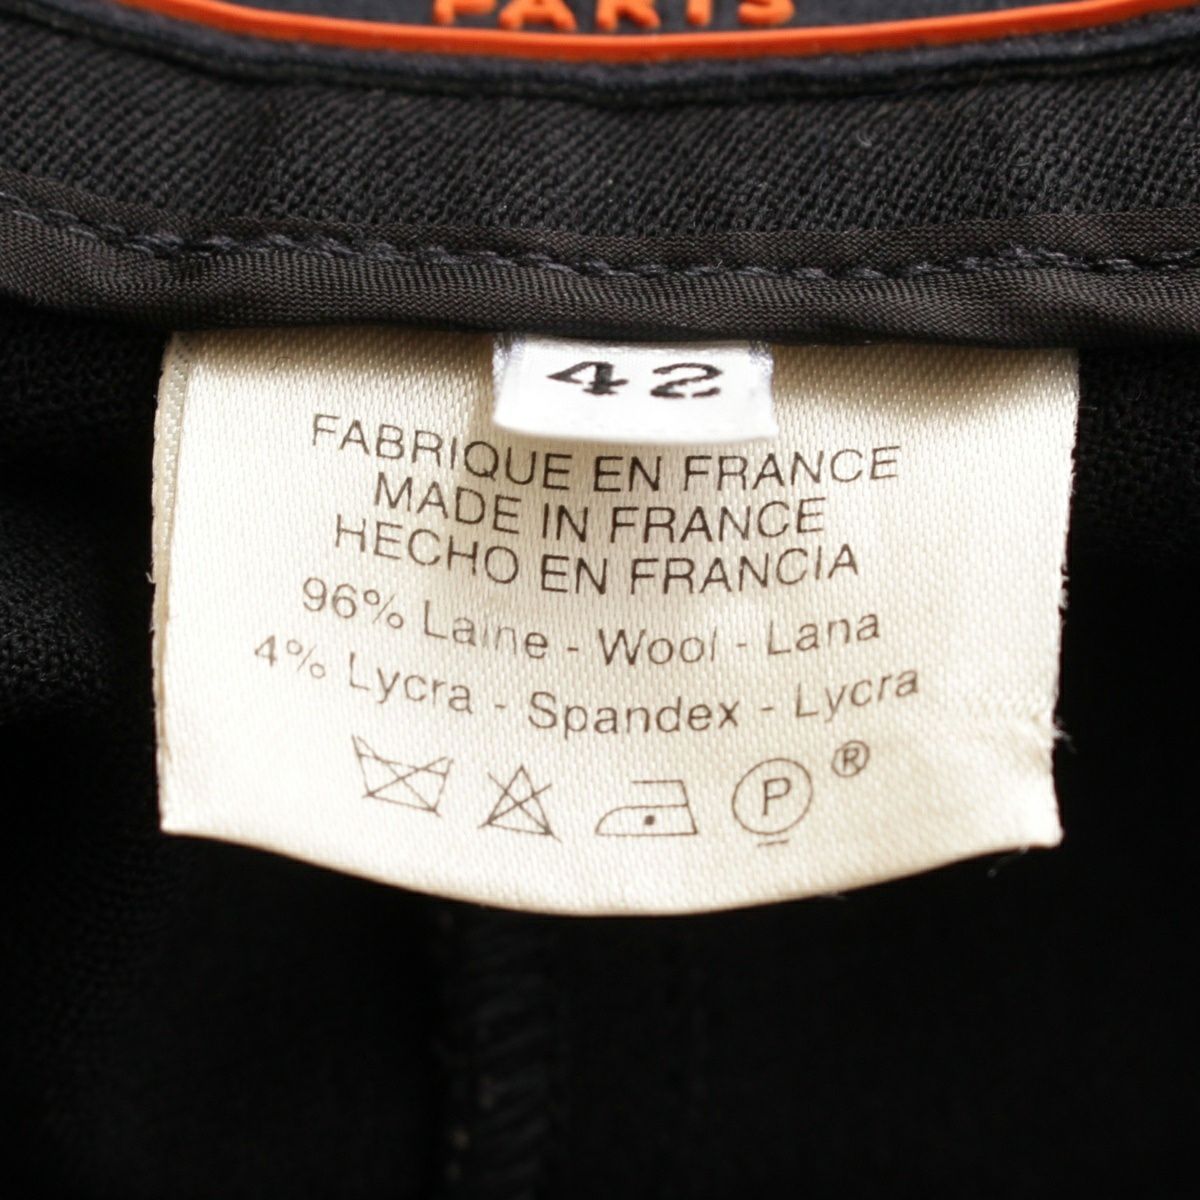 PARIS
42
FABRIQUE EN FRANCE
MADE IN FRANCE
HECHO EN FRANCIA
96% Laine - Wool - Lana
4% Lycra - Spandex - Lycra
P ®